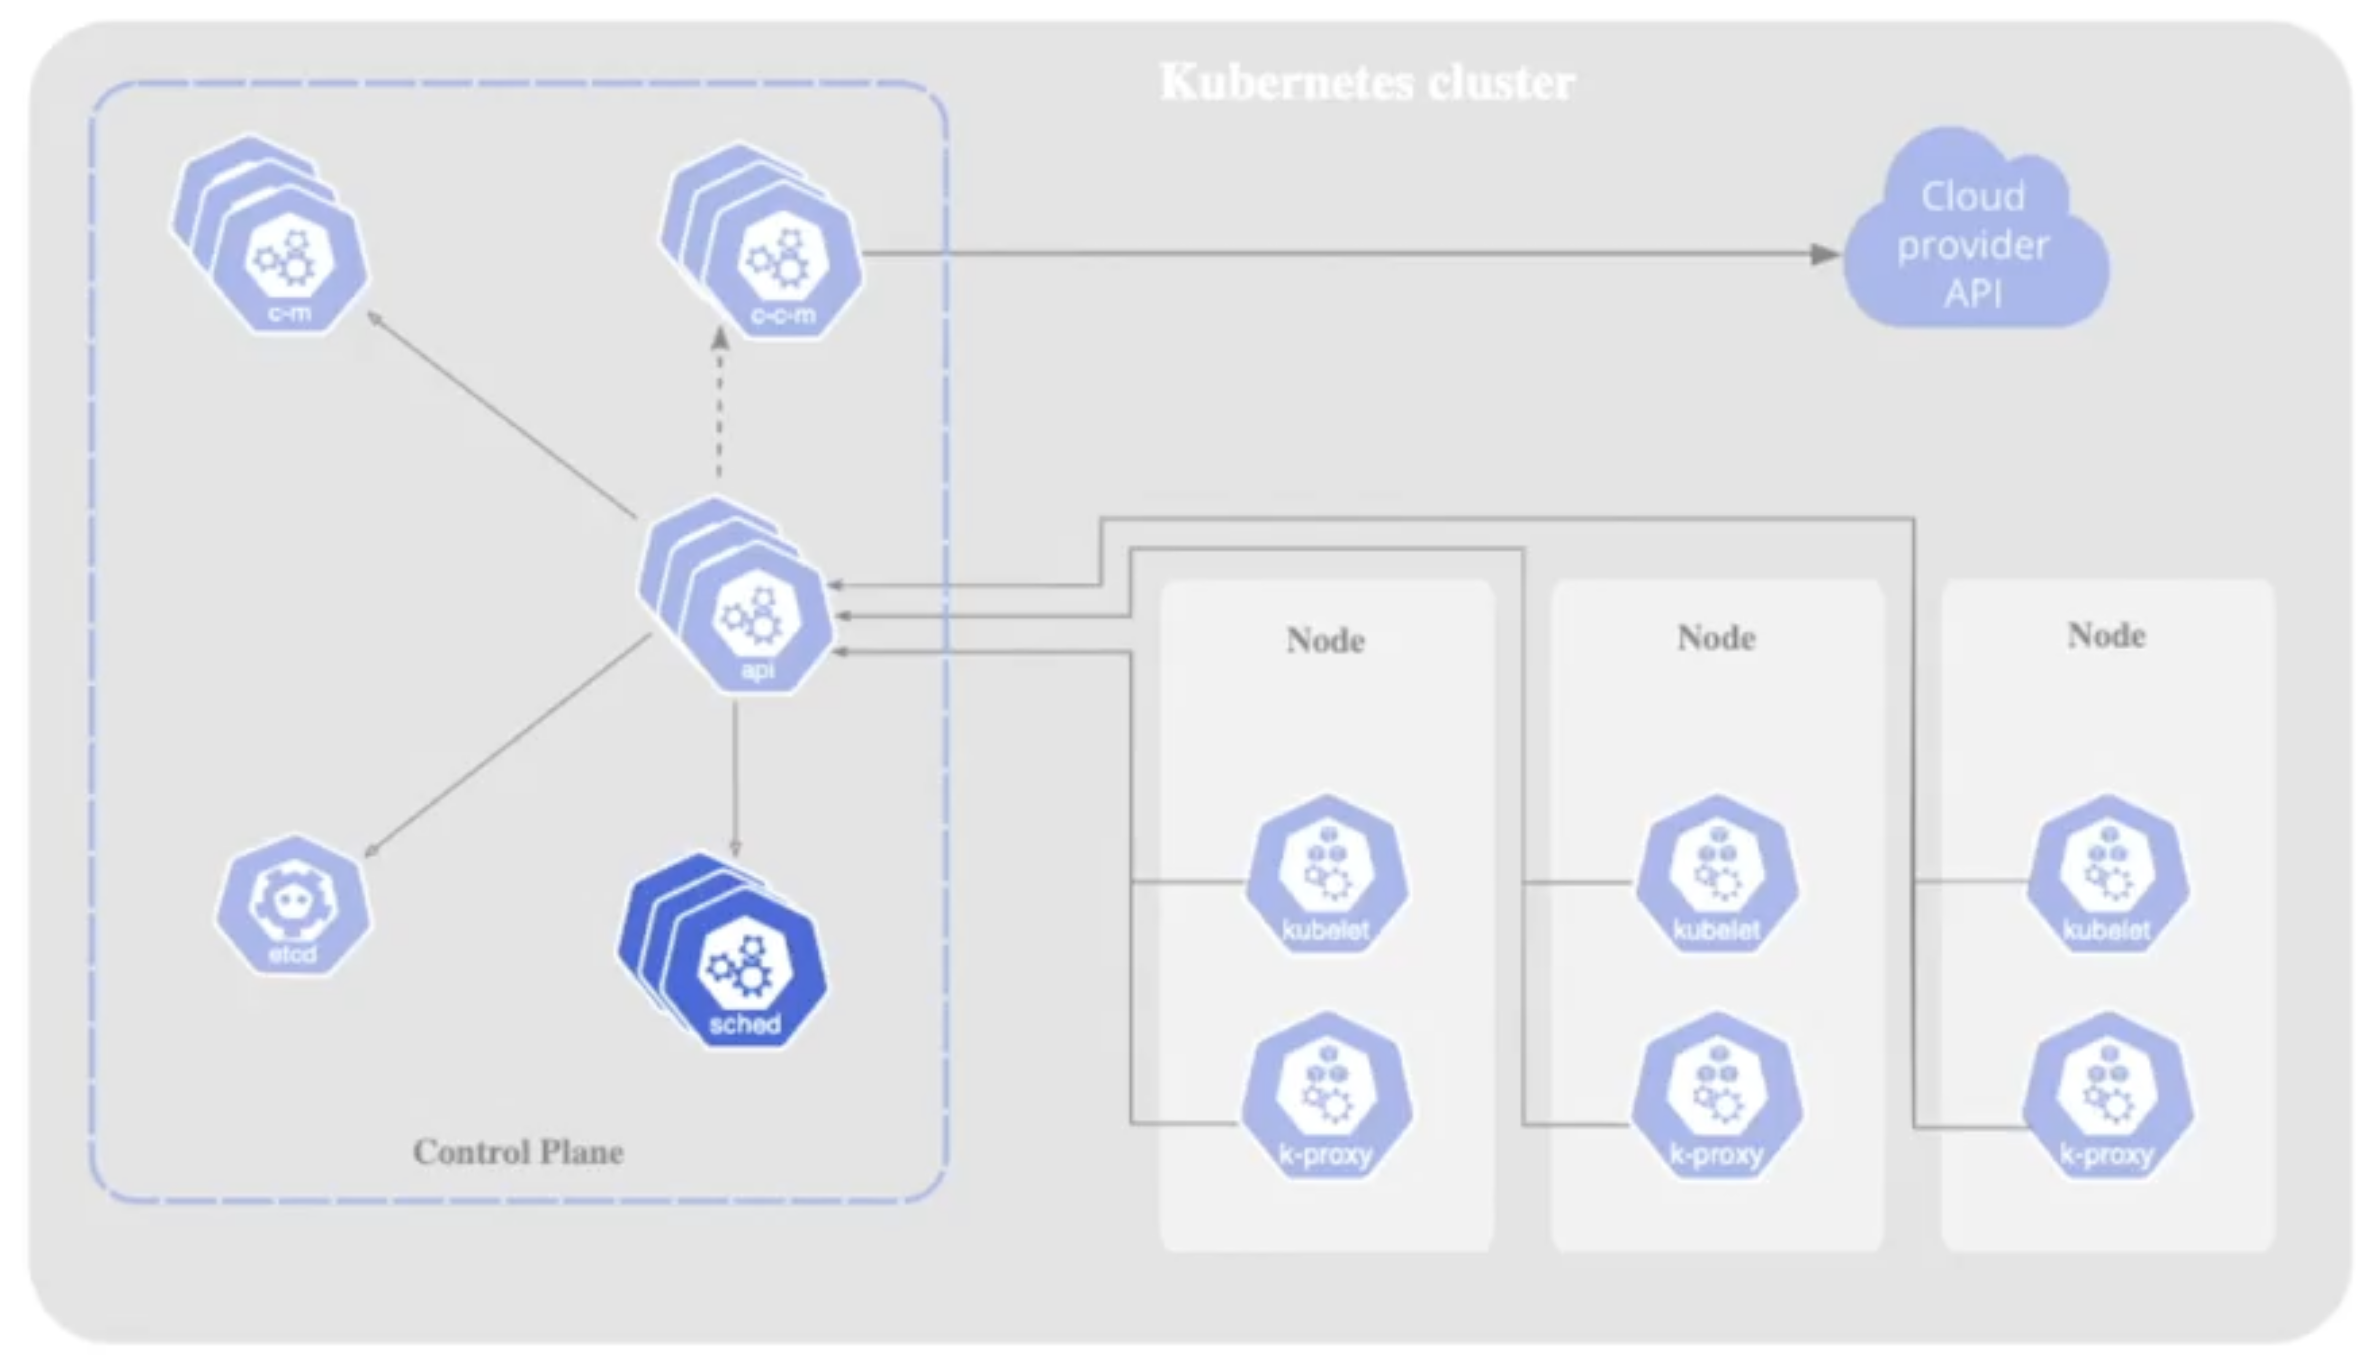 Kubernetes cluster
c-m
c-c-m
Cloud
provider
API
api
etcd
sched
Control Plane
Node
kubelet
k-proxy
Node
kubelet
k-proxy
Node
kubelet
k-proxy